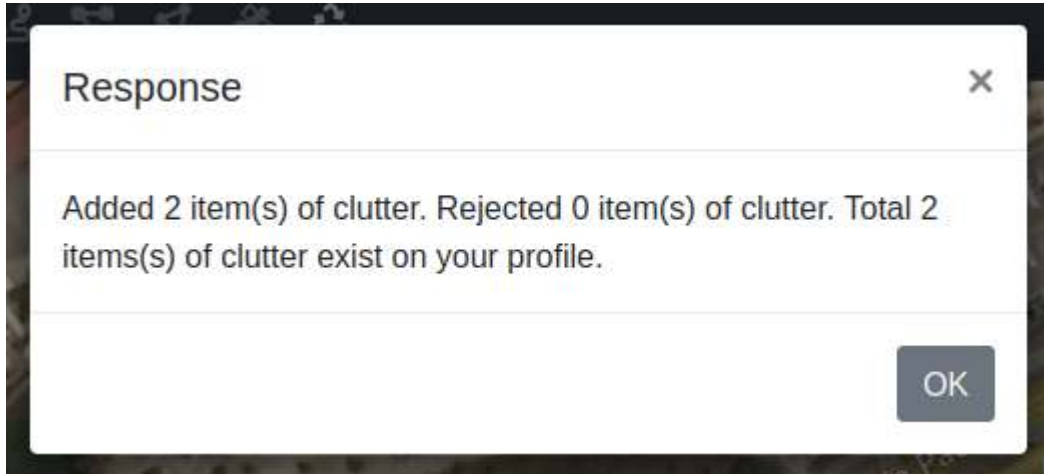 Response
×
Added 2 item(s) of clutter. Rejected 0 item(s) of clutter. Total 2
items(s) of clutter exist on your profile.
OK